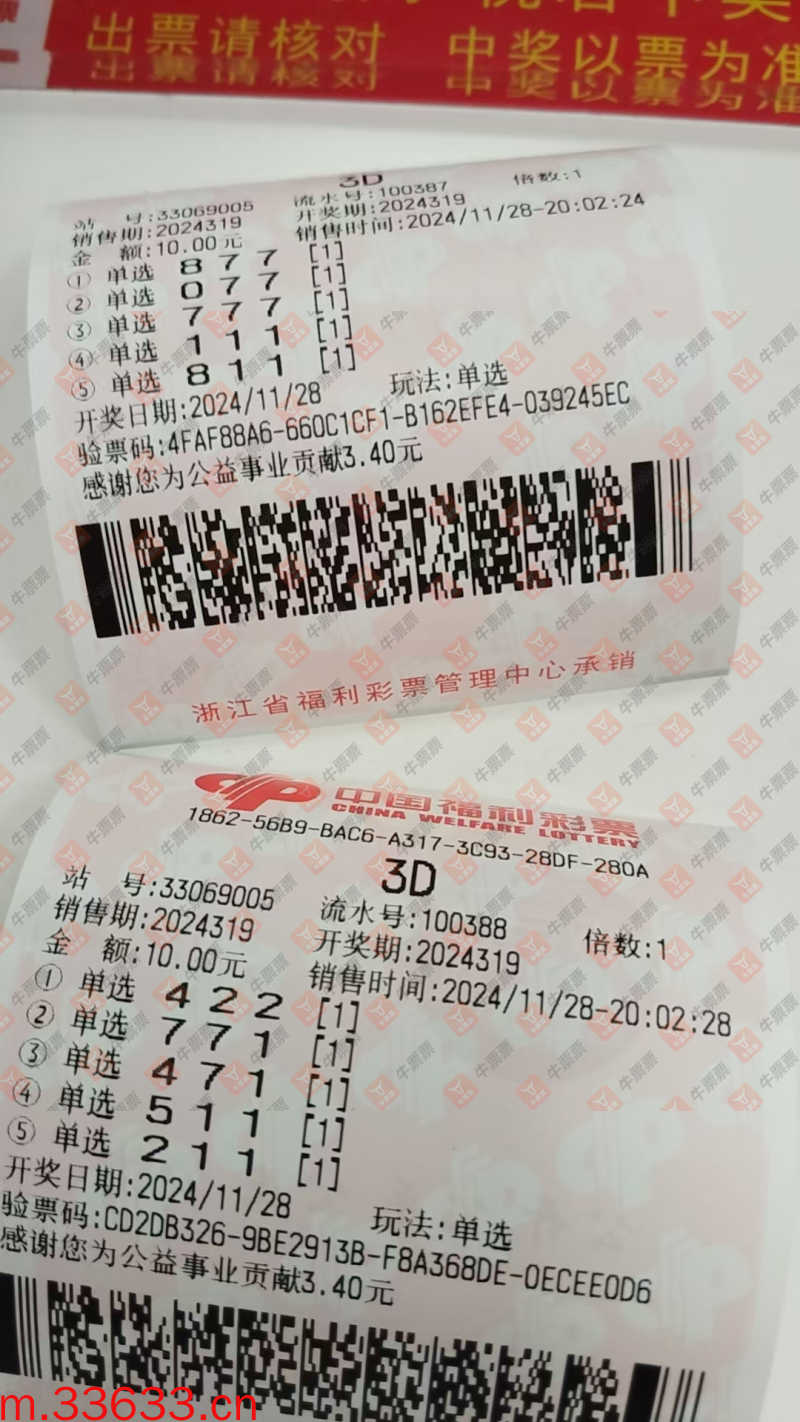 出票请核对 中奖以票为准
3D
站 号:33069005 流水号:100387 倍数:1
销售期:2024319 开奖期:2024319
金 额:10.00元 销售时间:2024/11/28-20:02:24
① 单选 8 7 7 [1]
② 单选 0 7 7 [1]
③ 单选 7 7 7 [1]
④ 单选 1 1 1 [1]
⑤ 单选 8 1 1 [1]
开奖日期:2024/11/28 玩法:单选
验票码:4FAF88A6-660C1CF1-B162EFE4-039245EC
感谢您为公益事业贡献3.40元
浙江省福利彩票管理中心承销
中国福利彩票
CHINA WELFARE LOTTERY
1862-56B9-BAC6-A317-3C93-28DF-280A
3D
站 号:33069005 流水号:100388 倍数:1
销售期:2024319 开奖期:2024319
金 额:10.00元 销售时间:2024/11/28-20:02:28
① 单选 4 2 2 [1]
② 单选 7 7 1 [1]
③ 单选 4 7 1 [1]
④ 单选 5 1 1 [1]
⑤ 单选 2 1 1 [1]
开奖日期:2024/11/28 玩法:单选
验票码:CD2DB326-9BE2913B-F8A368DE-0ECEE0D6
感谢您为公益事业贡献3.40元
牛票票
m.33633.cn